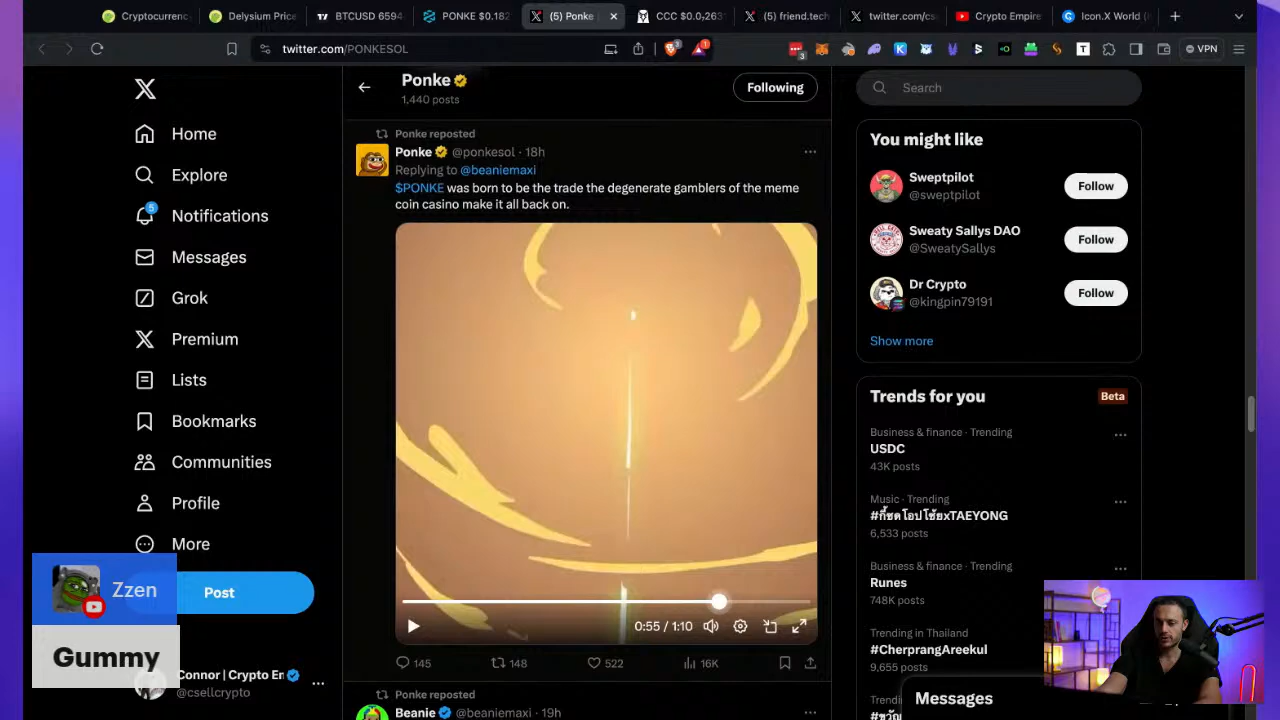 Cryptocurrenc
Delysium Price
BTCUSD 6594
PONKE $0.182
(5) Ponke
CCC $0.0₂263
(5) friend.tech
twitter.com/cs
Crypto Empire
Icon.X World (
twitter.com/PONKESOL
VPN
Home
Explore
Notifications
5
Messages
Grok
Premium
Lists
Bookmarks
Communities
Profile
More
Post
Connor | Crypto En
@csellcrypto
Zzen
Gummy
Ponke
1,440 posts
Following
Ponke reposted
Ponke @ponkesol · 18h
Replying to @beaniemaxi
$PONKE was born to be the trade the degenerate gamblers of the meme
coin casino make it all back on.
0:55 / 1:10
145 148 522 16K
Ponke reposted
Beanie @beaniemaxi · 19h
Search
You might like
Sweptpilot
@sweptpilot
Follow
Sweaty Sallys DAO
@SweatySallys
Follow
Dr Crypto
@kingpin79191
Follow
Show more
Trends for you
Beta
Business & finance · Trending
USDC
43K posts
Music · Trending
#กี้ซดโอปโซ้ยxTAEYONG
6,533 posts
Business & finance · Trending
Runes
748K posts
Trending in Thailand
#CherprangAreekul
9,655 posts
Trending
Messages